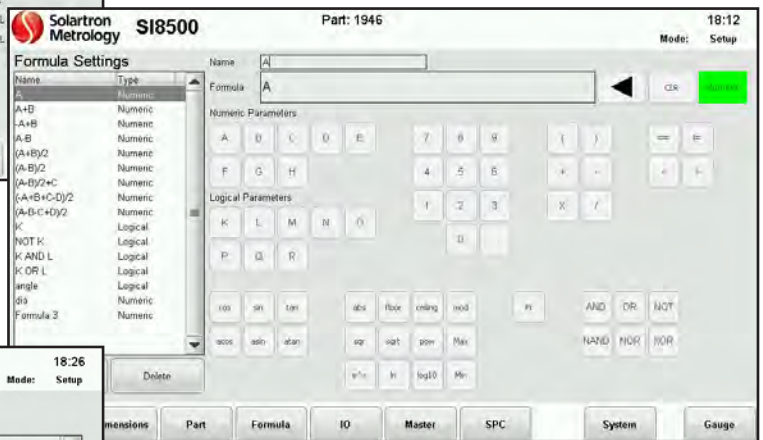 Solartron
Metrology
SI8500
Part: 1946
18:12
Mode: Setup
Formula Settings
Name Type
A Numeric
A+B Numeric
-A+B Numeric
A-B Numeric
(A+B)/2 Numeric
(A-B)/2 Numeric
(A-B)/2+C Numeric
(-A+B+C-D)/2 Numeric
(A-B-C+D)/2 Numeric
K Logical
NOT K Logical
K AND L Logical
K OR L Logical
angle Logical
dia Numeric
Formula 3 Numeric
Delete
Name A
Formula A
CLR
Numeric Parameters
A B C D E
F G H
7 8 9
4 5 6
1 2 3
0
( )
+ -
X /
Logical Parameters
K L M N O
P Q R
cos sin tan
acos asin atan
abs floor ceiling mod
sqr sqrt pow Max
e^x ln log10 Min
PI
AND OR NOT
NAND NOR XOR
18:26
Mode: Setup
mensions Part Formula IO Master SPC System Gauge